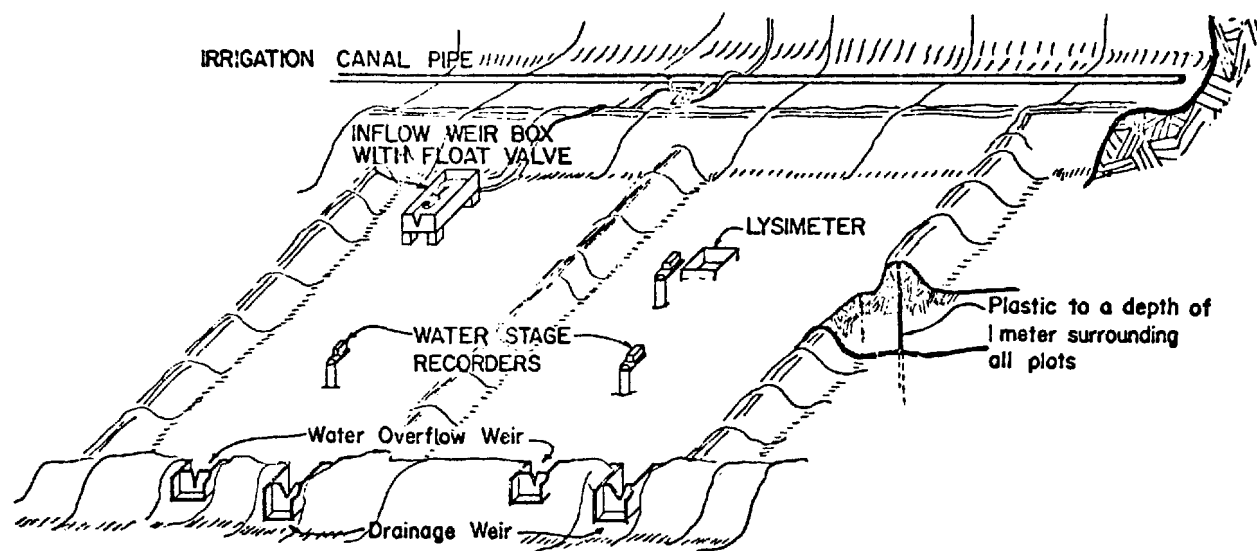 IRRIGATION CANAL PIPE
INFLOW WEIR BOX
WITH FLOAT VALVE
LYSIMETER
WATER STAGE
RECORDERS
Plastic to a depth of
1 meter surrounding
all plots
Water Overflow Weir
Drainage Weir